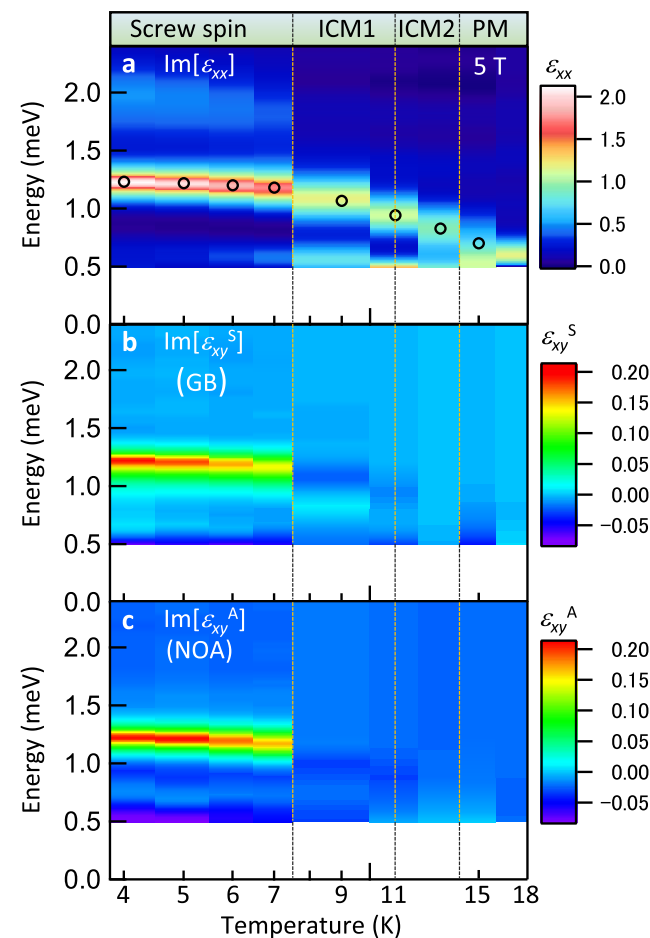 Screw spin ICM1 ICM2 PM
a Im[εxx] 5 T εxx
2.0
1.5
1.0
0.5
0.0
Energy (meV)
2.0
1.5
1.0
0.5
0.0
b Im[εxy^S] εxy^S
(GB)
2.0
1.5
1.0
0.5
0.0
Energy (meV)
0.20
0.15
0.10
0.05
0.00
−0.05
c Im[εxy^A] εxy^A
(NOA)
2.0
1.5
1.0
0.5
0.0
Energy (meV)
0.20
0.15
0.10
0.05
0.00
−0.05
4 5 6 7 9 11 15 18
Temperature (K)